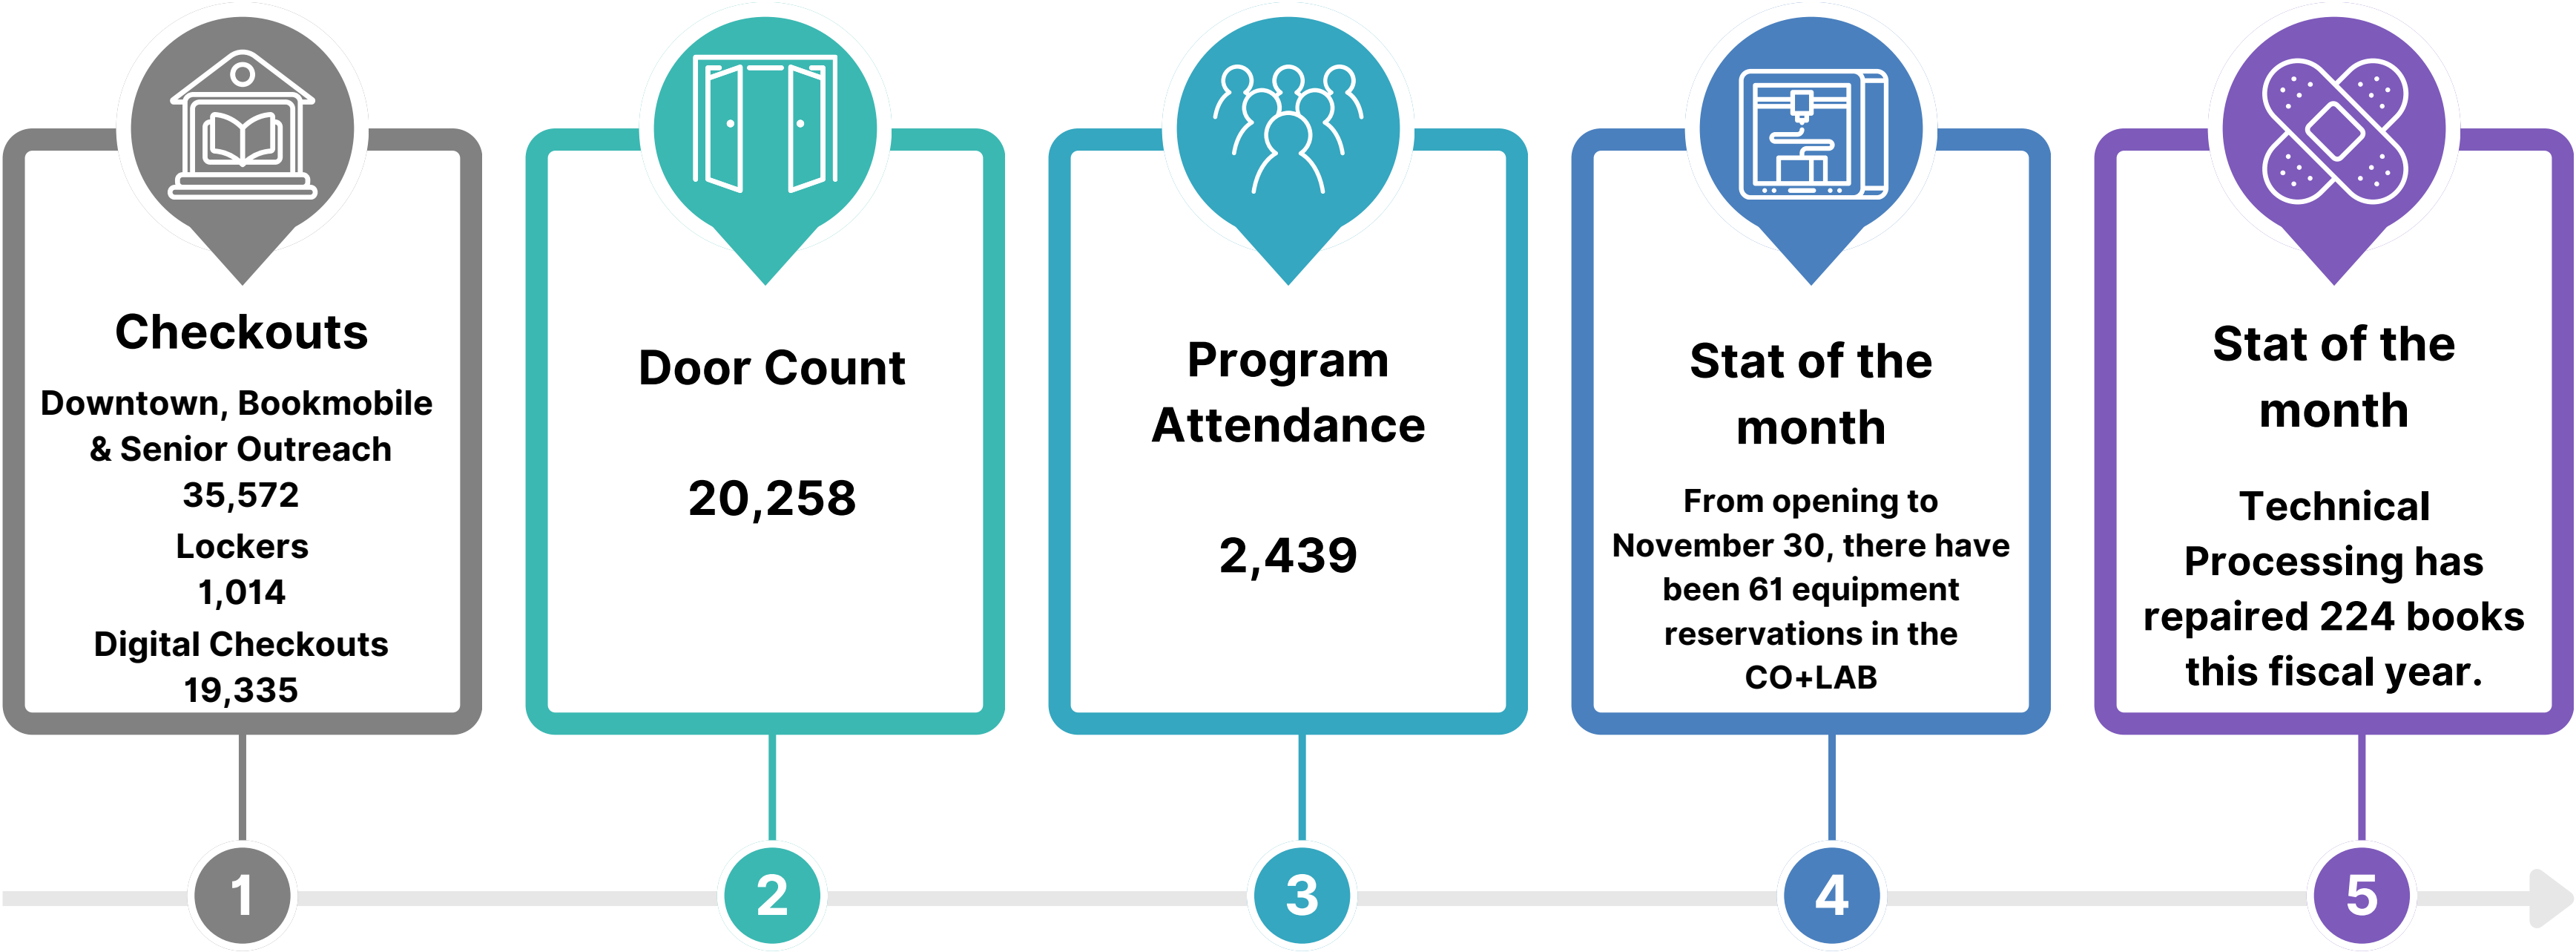 Checkouts
Downtown, Bookmobile
& Senior Outreach
35,572
Lockers
1,014
Digital Checkouts
19,335
Door Count
20,258
Program
Attendance
2,439
Stat of the
month
From opening to
November 30, there have
been 61 equipment
reservations in the
CO+LAB
Stat of the
month
Technical
Processing has
repaired 224 books
this fiscal year.
1
2
3
4
5